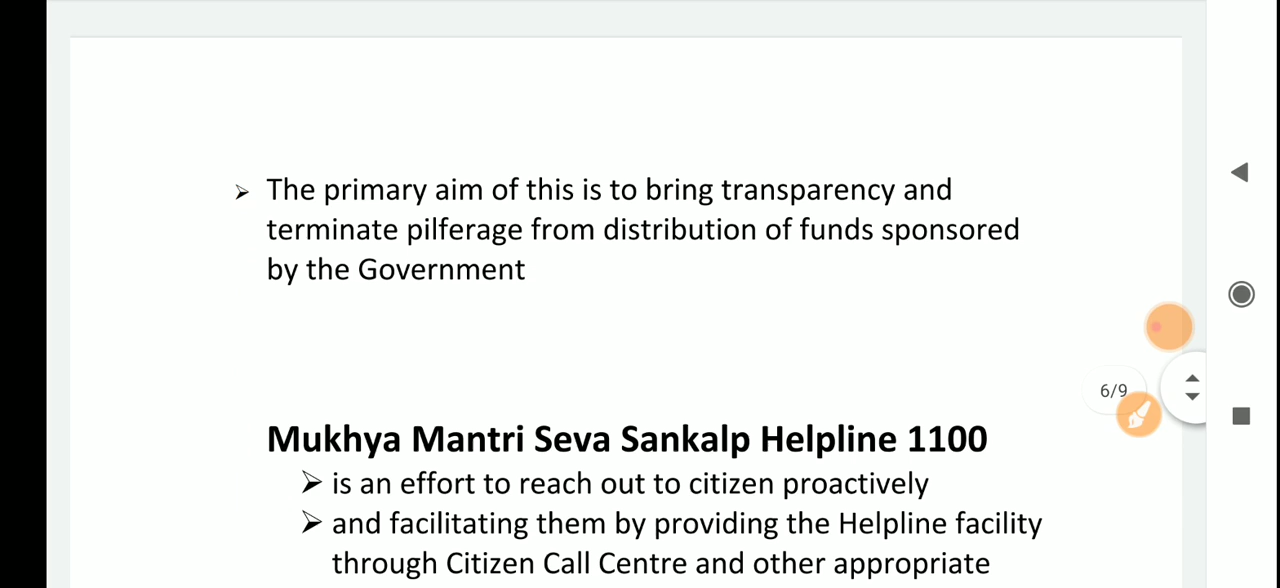 ➢ The primary aim of this is to bring transparency and
terminate pilferage from distribution of funds sponsored
by the Government
6/9
Mukhya Mantri Seva Sankalp Helpline 1100
➢ is an effort to reach out to citizen proactively
➢ and facilitating them by providing the Helpline facility
through Citizen Call Centre and other appropriate